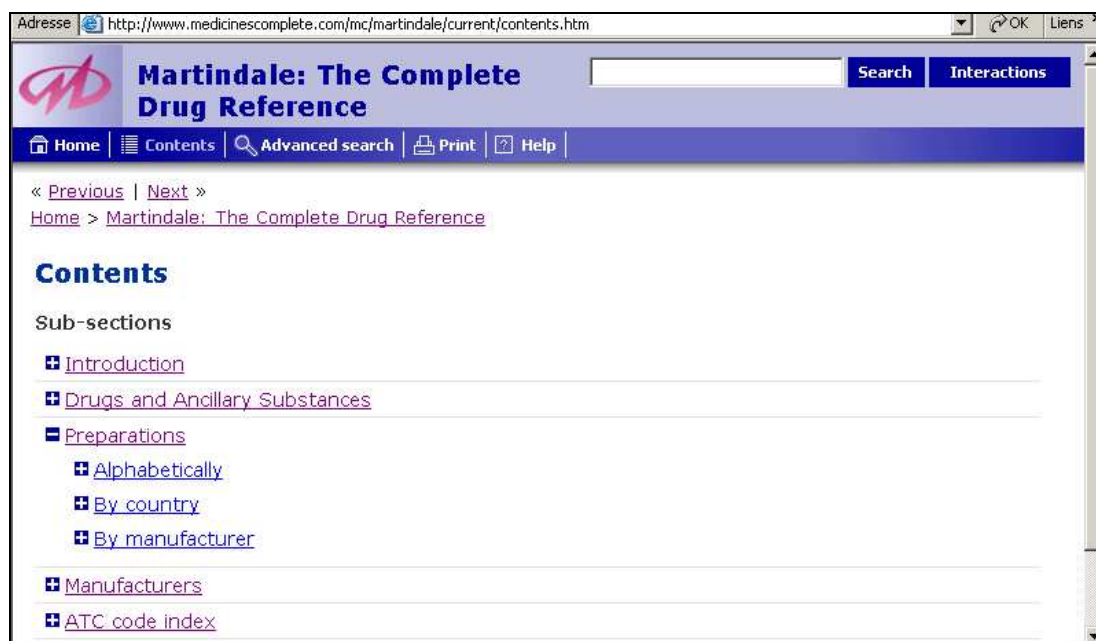 Adresse http://www.medicinescomplete.com/mc/martindale/current/contents.htm OK Liens »
Martindale: The Complete
Drug Reference
Search Interactions
Home Contents Advanced search Print ? Help
« Previous | Next »
Home > Martindale: The Complete Drug Reference
Contents
Sub-sections
Introduction
Drugs and Ancillary Substances
Preparations
Alphabetically
By country
By manufacturer
Manufacturers
ATC code index